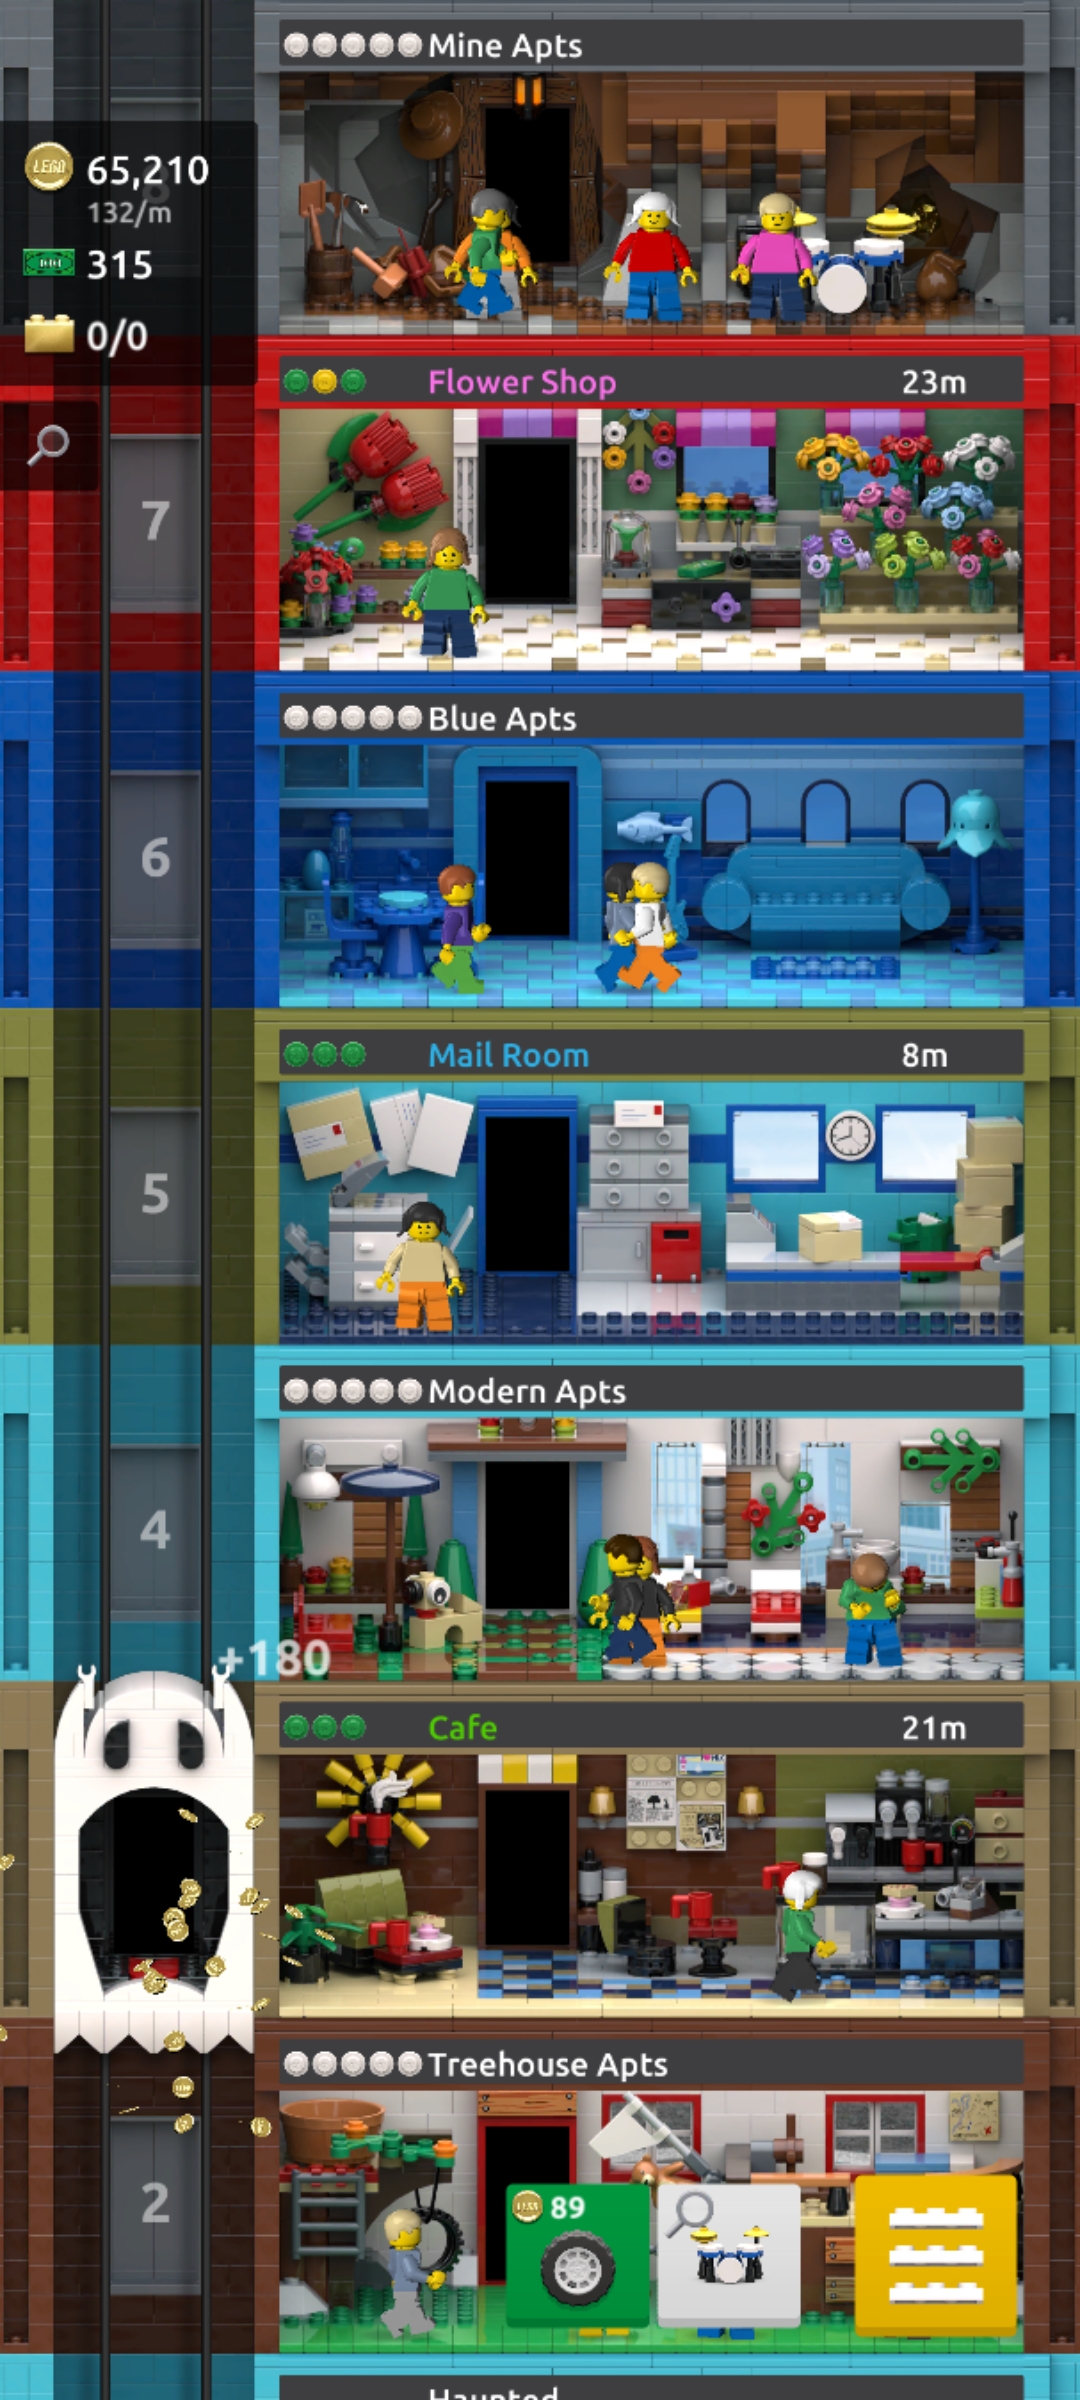 Mine Apts
LEGO 65,210
132/m
315
0/0
Flower Shop 23m
7
Blue Apts
6
Mail Room 8m
5
Modern Apts
4
+180
Cafe 21m
Treehouse Apts
2
89
Haunted